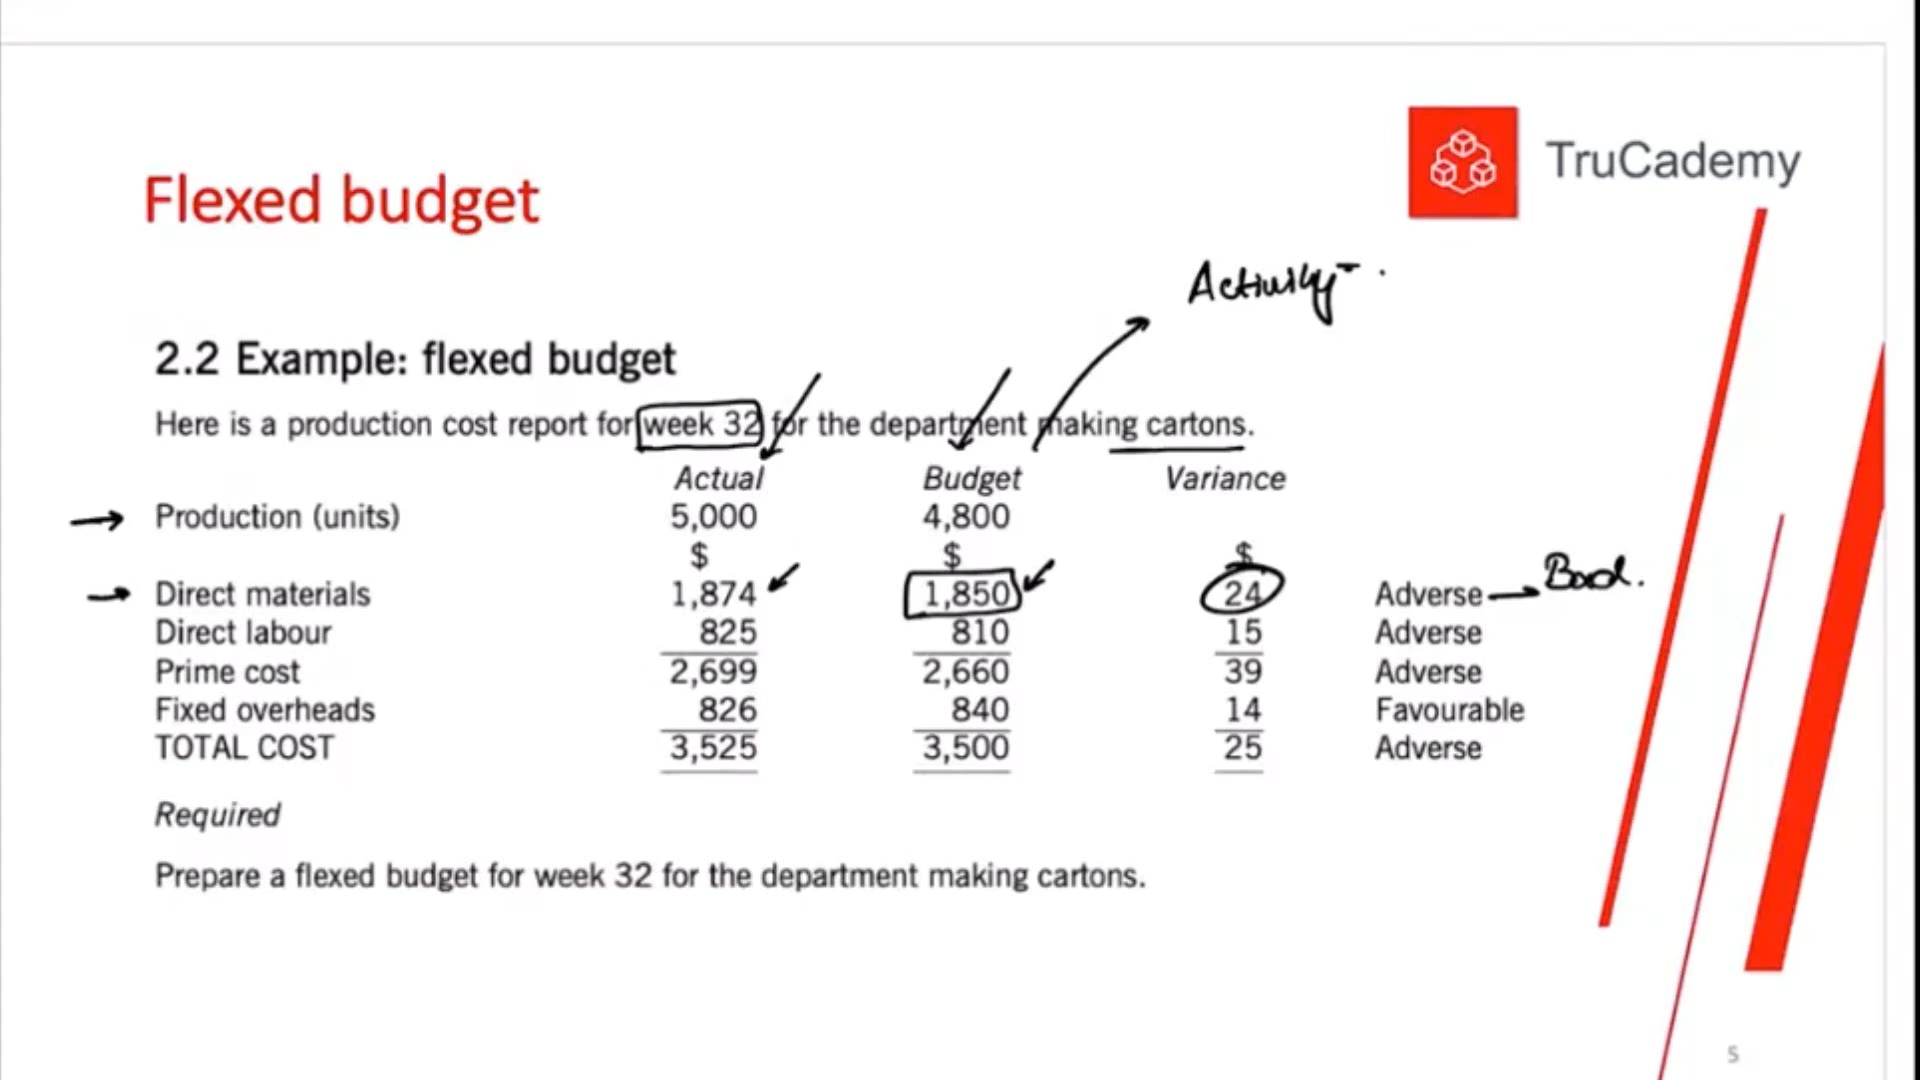 TruCademy
Flexed budget
Activity
2.2 Example: flexed budget
Here is a production cost report for week 32 for the department making cartons.
Actual Budget Variance
Production (units) 5,000 4,800
$ $ $
Direct materials 1,874 1,850 24 Adverse Bad.
Direct labour 825 810 15 Adverse
Prime cost 2,699 2,660 39 Adverse
Fixed overheads 826 840 14 Favourable
TOTAL COST 3,525 3,500 25 Adverse
Required
Prepare a flexed budget for week 32 for the department making cartons.
5